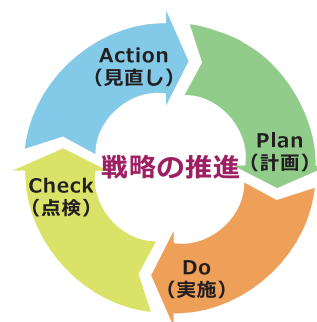 Action
（見直し）
Plan
（計画）
戦略の推進
Check
（点検）
Do
（実施）